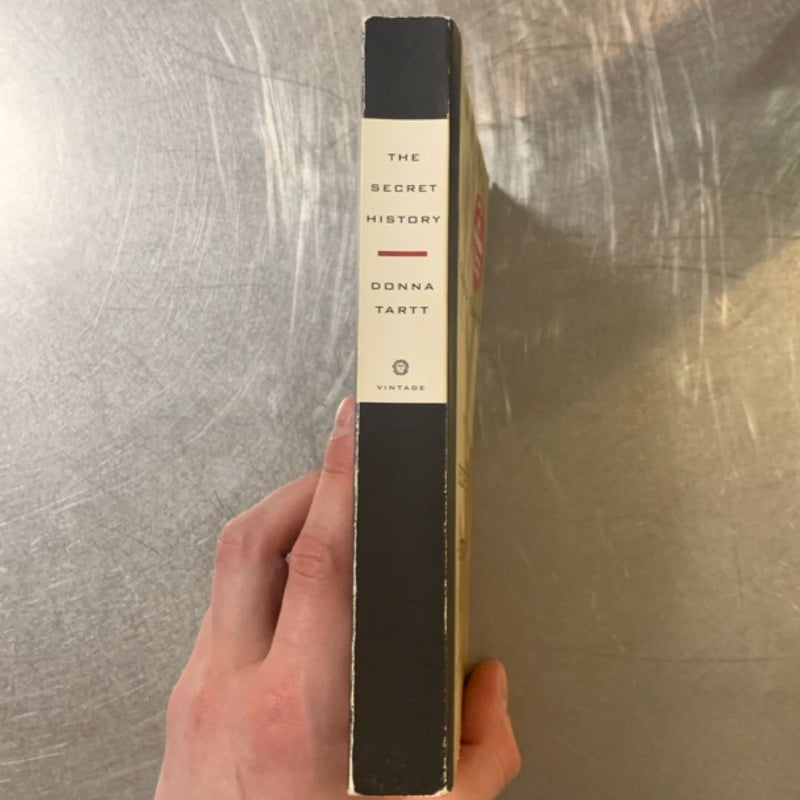 THE
SECRET
HISTORY
DONNA
TARTT
VINTAGE